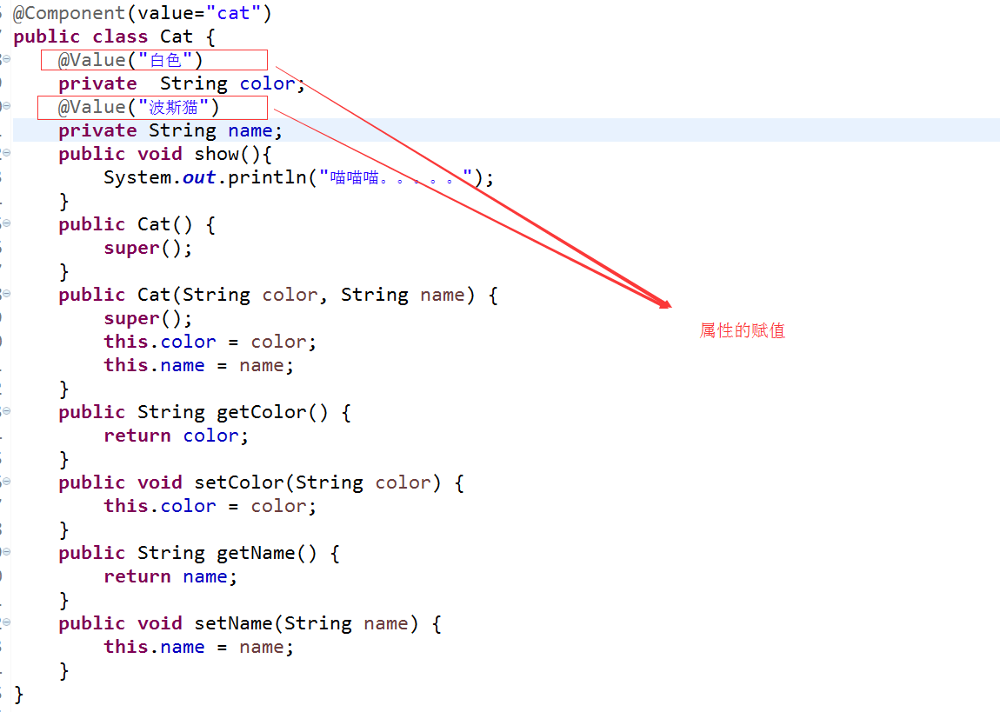 @Component(value="cat")
public class Cat {
@Value("白色")
private  String color;
@Value("波斯猫")
private String name;
public void show(){
System.out.println("喵喵喵。。。。。");
}
public Cat() {
super();
}
public Cat(String color, String name) {
super();
this.color = color;
this.name = name;
}
属性的赋值
public String getColor() {
return color;
}
public void setColor(String color) {
this.color = color;
}
public String getName() {
return name;
}
public void setName(String name) {
this.name = name;
}
}